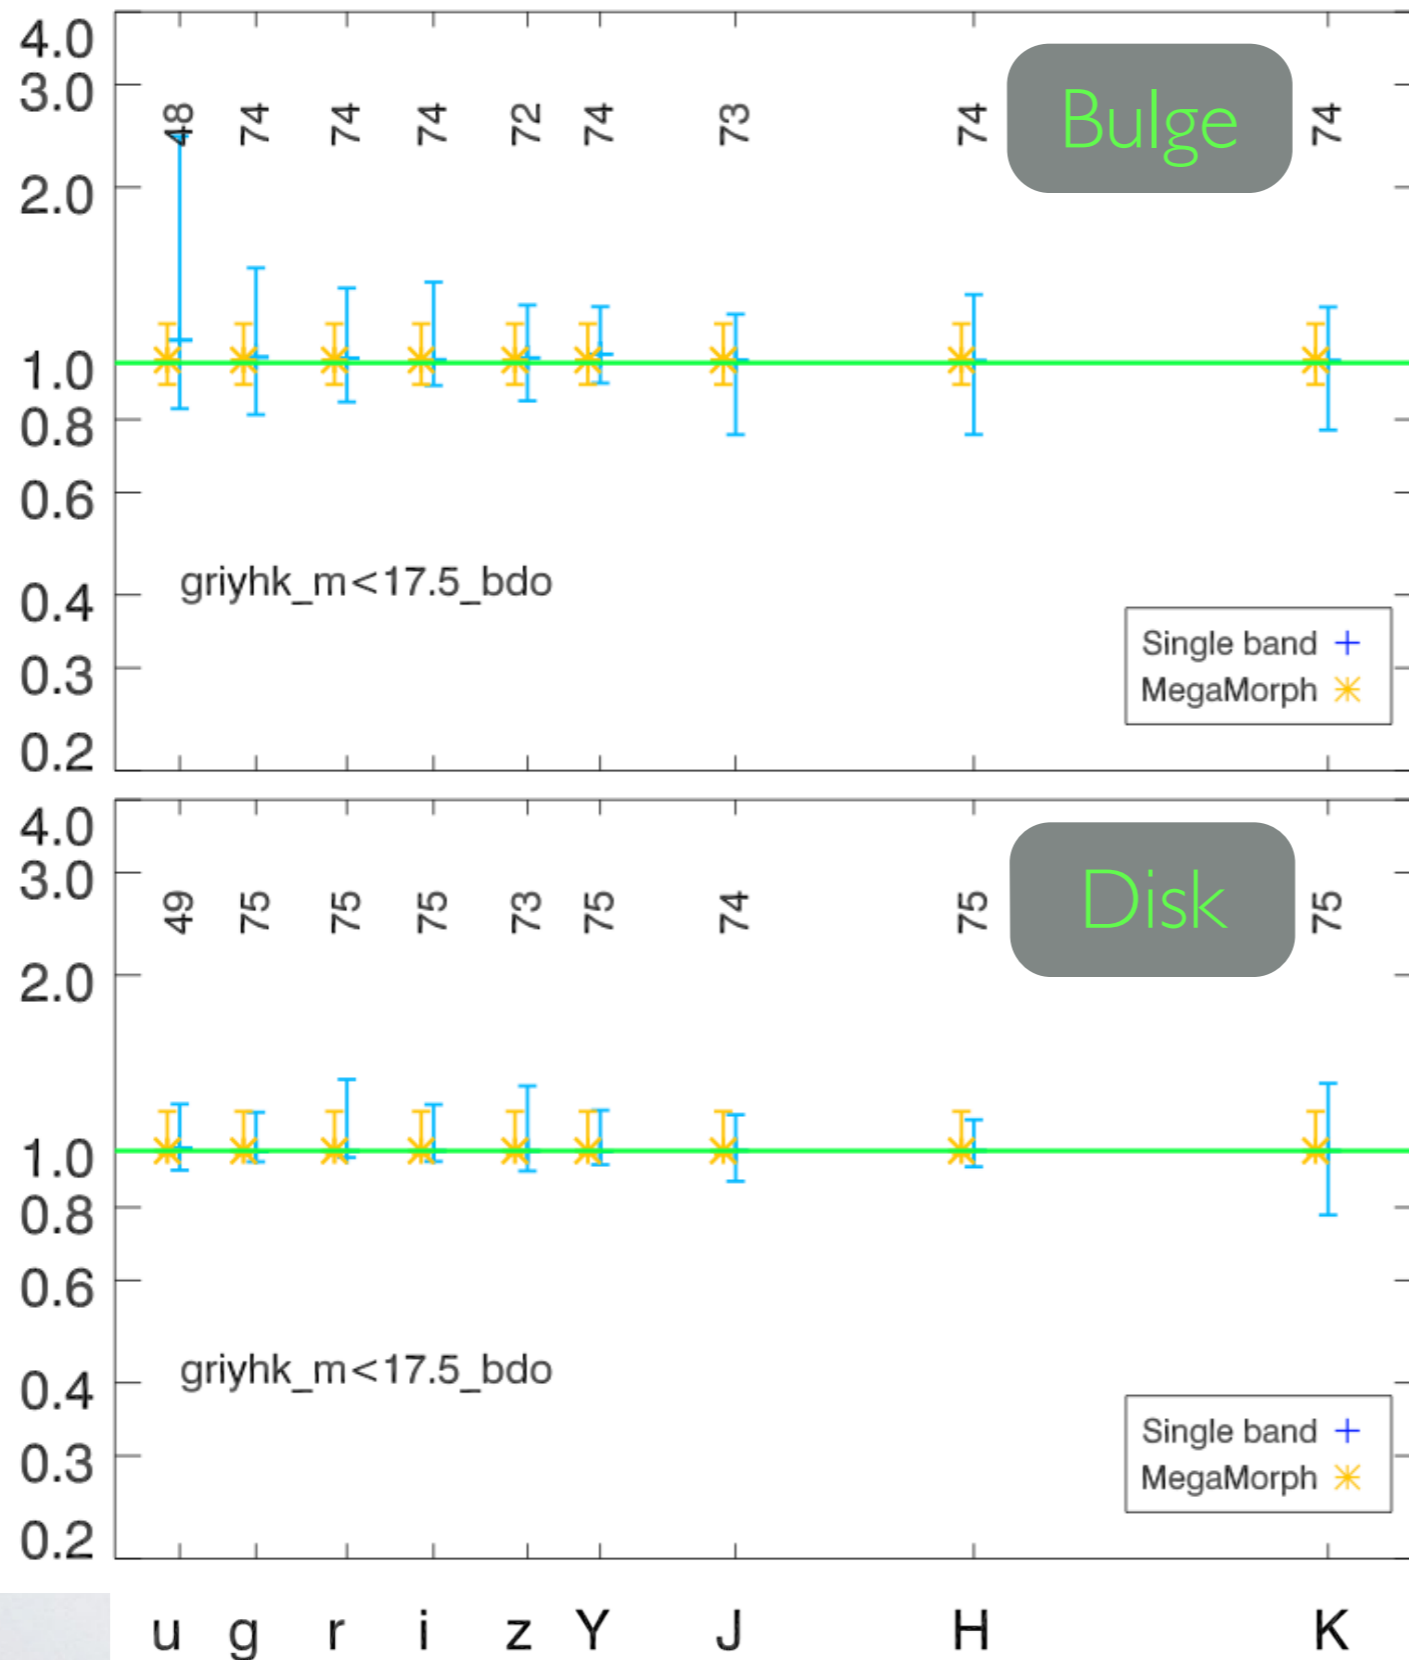 4.0
3.0
2.0
1.0
0.8
0.6
0.4
0.3
0.2
48 74 74 74 72 74 73 74 74
Bulge
griyhk_m<17.5_bdo
Single band
MegaMorph
4.0
3.0
2.0
1.0
0.8
0.6
0.4
0.3
0.2
49 75 75 75 73 75 74 75 75
Disk
griyhk_m<17.5_bdo
Single band
MegaMorph
u g r i z Y J H K